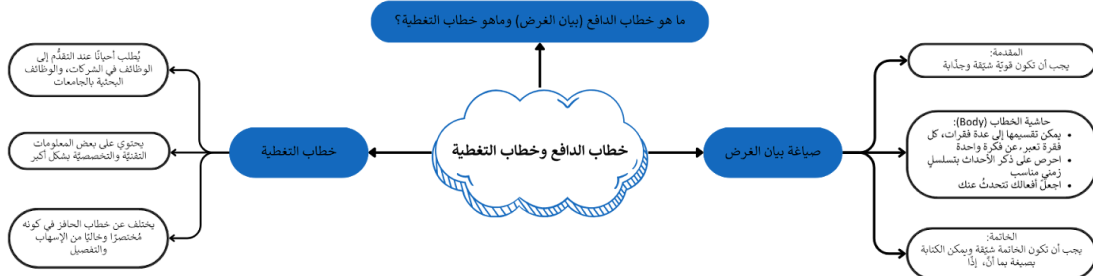 ما هو خطاب الدافع (بيان الغرض) وماهو خطاب التغطية؟
خطاب الدافع وخطاب التغطية
صياغة بيان الغرض
المقدمة:
يجب أن تكون قويّة شيّقة وجذّابة
حاشية الخطاب (Body):
يمكن تقسيمها إلى عدة فقرات، كل
فقرة تعبر، عن فكرة واحدة
احرص على ذكر الأحداث بتسلسلٍ
زمني مناسب
اجعلْ أفعالك تتحدثُ عنك
الخاتمة:
يجب أن تكون الخاتمة شيّقة ويمكن الكتابة
بصيغة بما أنَّ، إذًا
خطاب التغطية
يُطلب أحيانًا عند التقدُّم إلى
الوظائف في الشركات، والوظائف
البحثية بالجامعات
يحتوي على بعض المعلومات
التقنيَّة والتخصصيَّة بشكل أكبر
يختلف عن خطاب الحافز في كونه
مُختصرًا وخاليًا من الإسهاب
والتفصيل